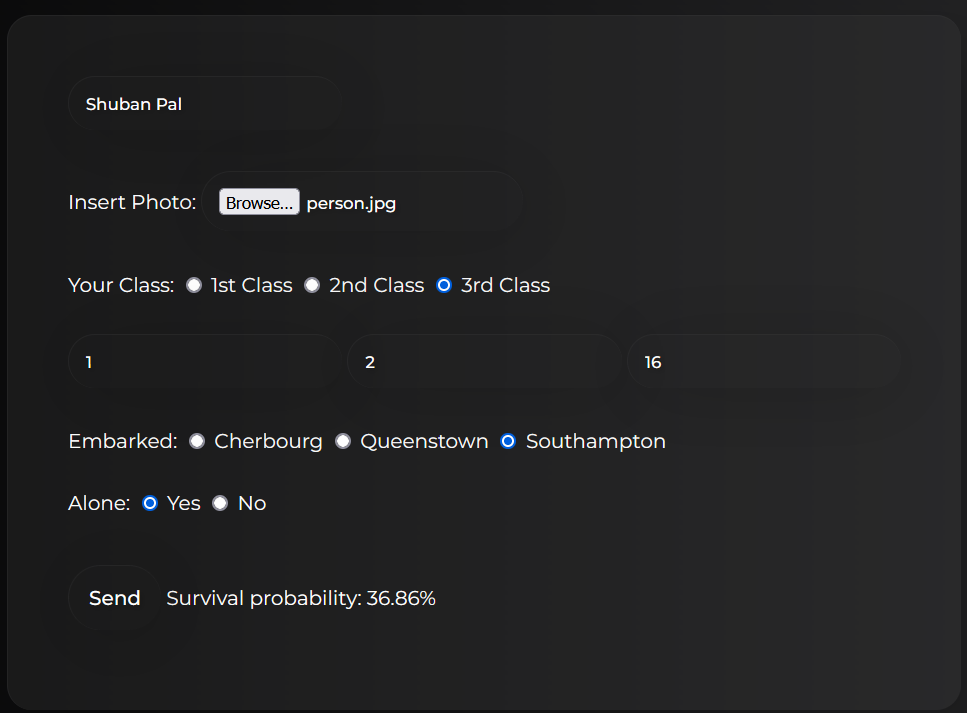 Shuban Pal
Insert Photo: Browse... person.jpg
Your Class: 1st Class 2nd Class 3rd Class
1 2 16
Embarked: Cherbourg Queenstown Southampton
Alone: Yes No
Send Survival probability: 36.86%